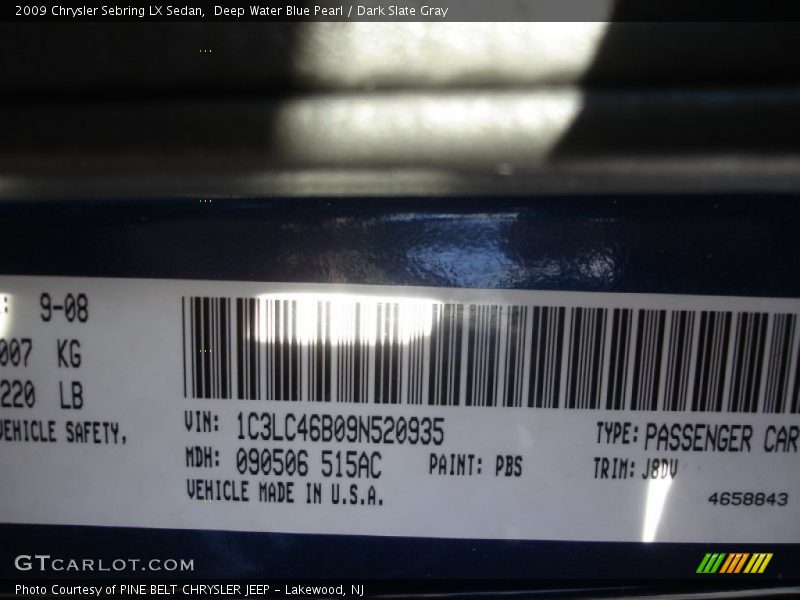 2009 Chrysler Sebring LX Sedan,  Deep Water Blue Pearl / Dark Slate Gray
9-08
007 KG
220 LB
VEHICLE SAFETY,
VIN: 1C3LC46B09N520935
TYPE: PASSENGER CAR
MDH: 090506 515AC
PAINT: PBS
TRIM: J8DV
VEHICLE MADE IN U.S.A.
4658843
GTCARLOT.COM
Photo Courtesy of PINE BELT CHRYSLER JEEP - Lakewood, NJ